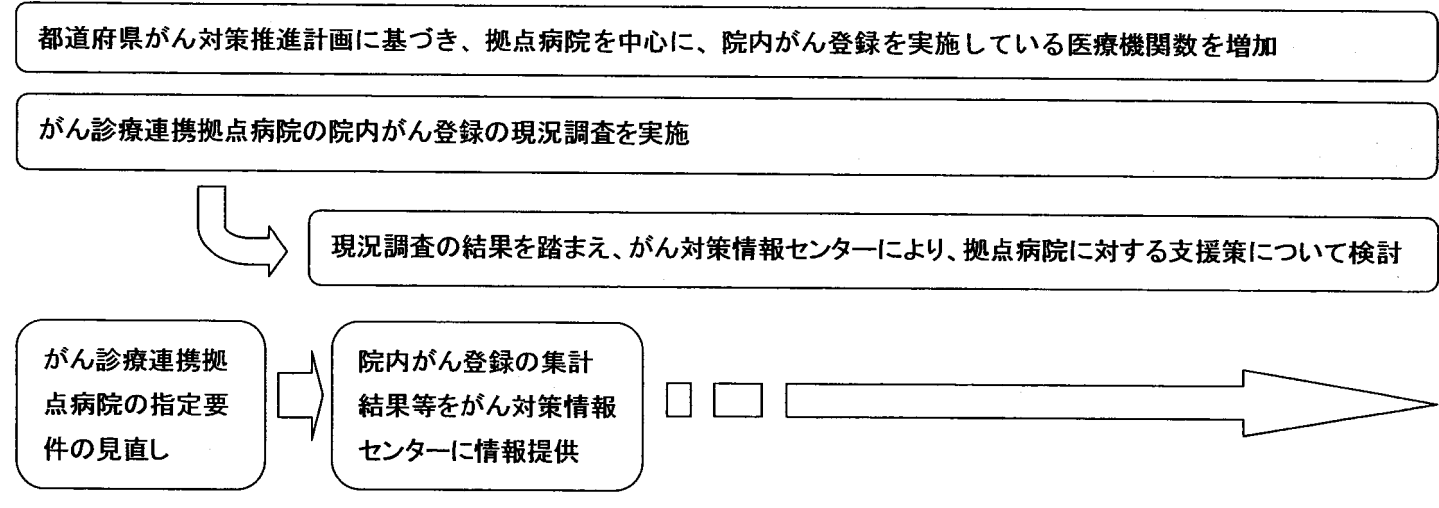 都道府県がん対策推進計画に基づき、拠点病院を中心に、院内がん登録を実施している医療機関数を増加
がん診療連携拠点病院の院内がん登録の現況調査を実施
現況調査の結果を踏まえ、がん対策情報センターにより、拠点病院に対する支援策について検討
がん診療連携拠
点病院の指定要
件の見直し
院内がん登録の集計
結果等をがん対策情報
センターに情報提供